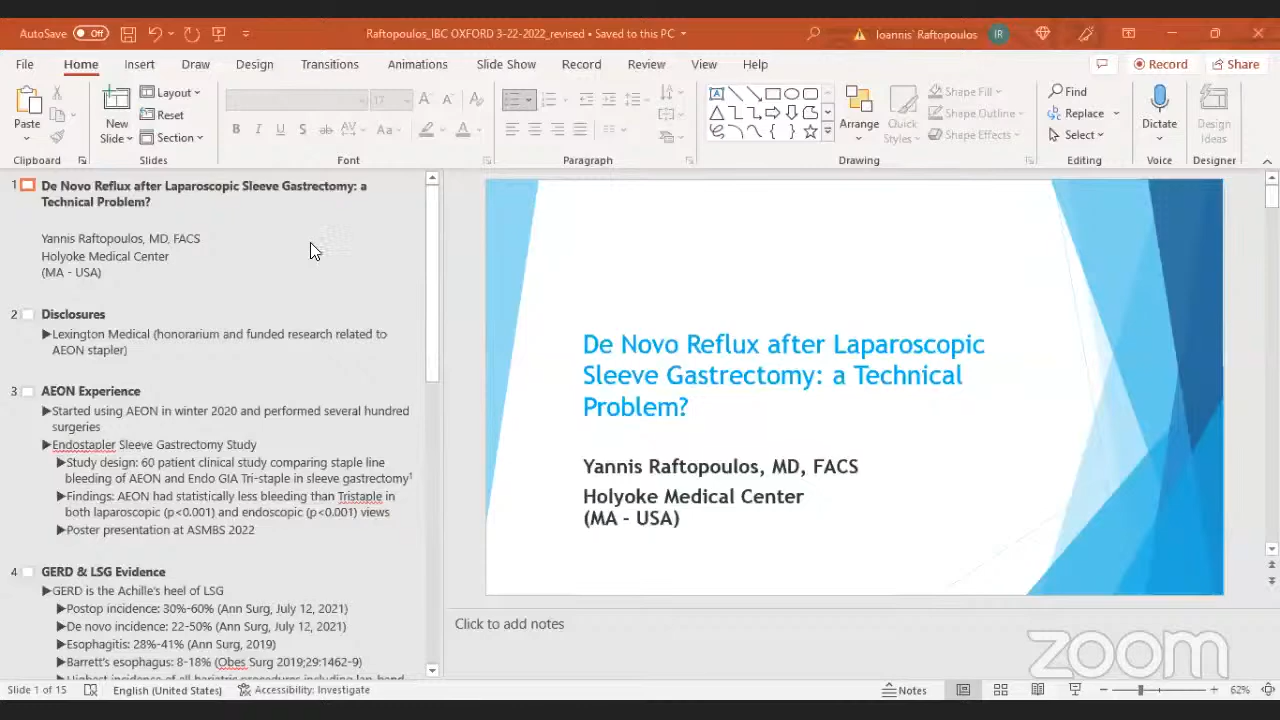 AutoSave Off Raftopoulos_IBC OXFORD 3-22-2022_revised • Saved to this PC Ioannis` Raftopoulos IR
File Home Insert Draw Design Transitions Animations Slide Show Record Review View Help Record Share
Paste New Slide Layout Reset Section 17 B I U S ab AV Aa A Arrange Quick Styles Shape Fill Shape Outline Shape Effects Find Replace Select Dictate Design Ideas
Clipboard Slides Font Paragraph Drawing Editing Voice Designer
1 De Novo Reflux after Laparoscopic Sleeve Gastrectomy: a
Technical Problem?
Yannis Raftopoulos, MD, FACS
Holyoke Medical Center
(MA - USA)
2 Disclosures
Lexington Medical (honorarium and funded research related to
AEON stapler)
3 AEON Experience
Started using AEON in winter 2020 and performed several hundred
surgeries
Endostapler Sleeve Gastrectomy Study
Study design: 60 patient clinical study comparing staple line
bleeding of AEON and Endo GIA Tri-staple in sleeve gastrectomy1
Findings: AEON had statistically less bleeding than Tristaple in
both laparoscopic (p<0.001) and endoscopic (p<0.001) views
Poster presentation at ASMBS 2022
4 GERD & LSG Evidence
GERD is the Achille's heel of LSG
Postop incidence: 30%-60% (Ann Surg, July 12, 2021)
De novo incidence: 22-50% (Ann Surg, July 12, 2021)
Esophagitis: 28%-41% (Ann Surg, 2019)
Barrett's esophagus: 8-18% (Obes Surg 2019;29:1462-9)
De Novo Reflux after Laparoscopic
Sleeve Gastrectomy: a Technical
Problem?
Yannis Raftopoulos, MD, FACS
Holyoke Medical Center
(MA - USA)
Click to add notes
zoom
Slide 1 of 15 English (United States) Accessibility: Investigate Notes 62%